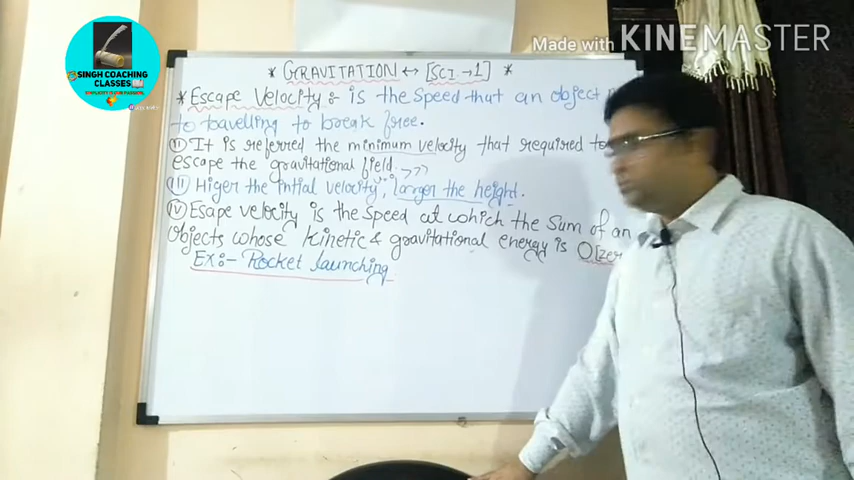 Made with KINEMASTER
SINGH COACHING
CLASSES
* GRAVITATION ↔ [SCI → 1] *
* Escape Velocity :- is the Speed that an object
to travelling to break free.
(II) It is referred the minimum velocity that required to
escape the gravitational field. >>>
(III) Higer the intial velocity, larger the height.
(IV) Esape velocity is the Speed at which the Sum of an
objects whose kinetic & gravitational energy is 0 [zer
Ex:- Rocket launching